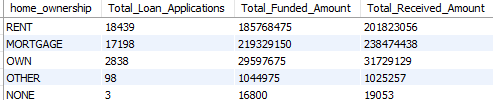 home_ownership Total_Loan_Applications Total_Funded_Amount Total_Received_Amount
RENT 18439 185768475 201823056
MORTGAGE 17198 219329150 238474438
OWN 2838 29597675 31729129
OTHER 98 1044975 1025257
NONE 3 16800 19053